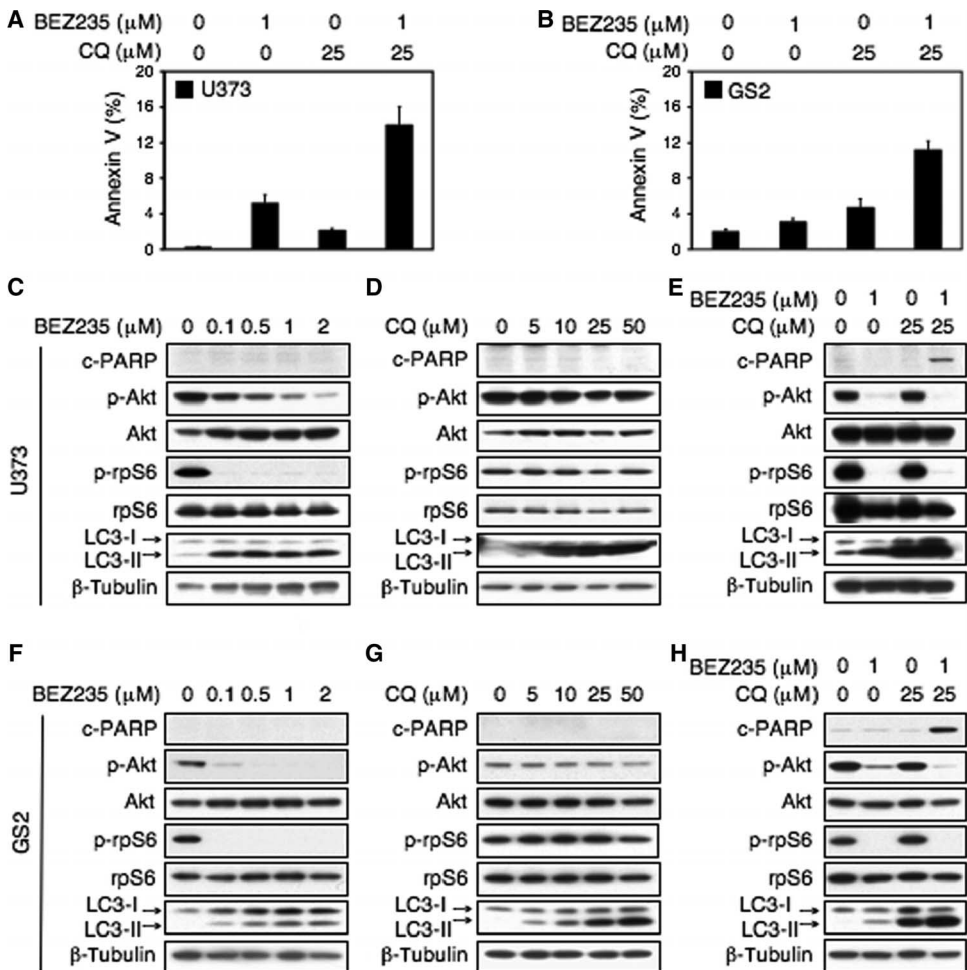 A
BEZ235 (μM) 0 1 0 1
CQ (μM) 0 0 25 25
20
16
12
8
4
0
Annexin V (%)
U373
B
BEZ235 (μM) 0 1 0 1
CQ (μM) 0 0 25 25
20
16
12
8
4
0
Annexin V (%)
GS2
U373
C
BEZ235 (μM) 0 0.1 0.5 1 2
c-PARP
p-Akt
Akt
p-rpS6
rpS6
LC3-I
LC3-II
β-Tubulin
D
CQ (μM) 0 5 10 25 50
c-PARP
p-Akt
Akt
p-rpS6
rpS6
LC3-I
LC3-II
β-Tubulin
E
BEZ235 (μM) 0 1 0 1
CQ (μM) 0 0 25 25
c-PARP
p-Akt
Akt
p-rpS6
rpS6
LC3-I
LC3-II
β-Tubulin
GS2
F
BEZ235 (μM) 0 0.1 0.5 1 2
c-PARP
p-Akt
Akt
p-rpS6
rpS6
LC3-I
LC3-II
β-Tubulin
G
CQ (μM) 0 5 10 25 50
c-PARP
p-Akt
Akt
p-rpS6
rpS6
LC3-I
LC3-II
β-Tubulin
H
BEZ235 (μM) 0 1 0 1
CQ (μM) 0 0 25 25
c-PARP
p-Akt
Akt
p-rpS6
rpS6
LC3-I
LC3-II
β-Tubulin